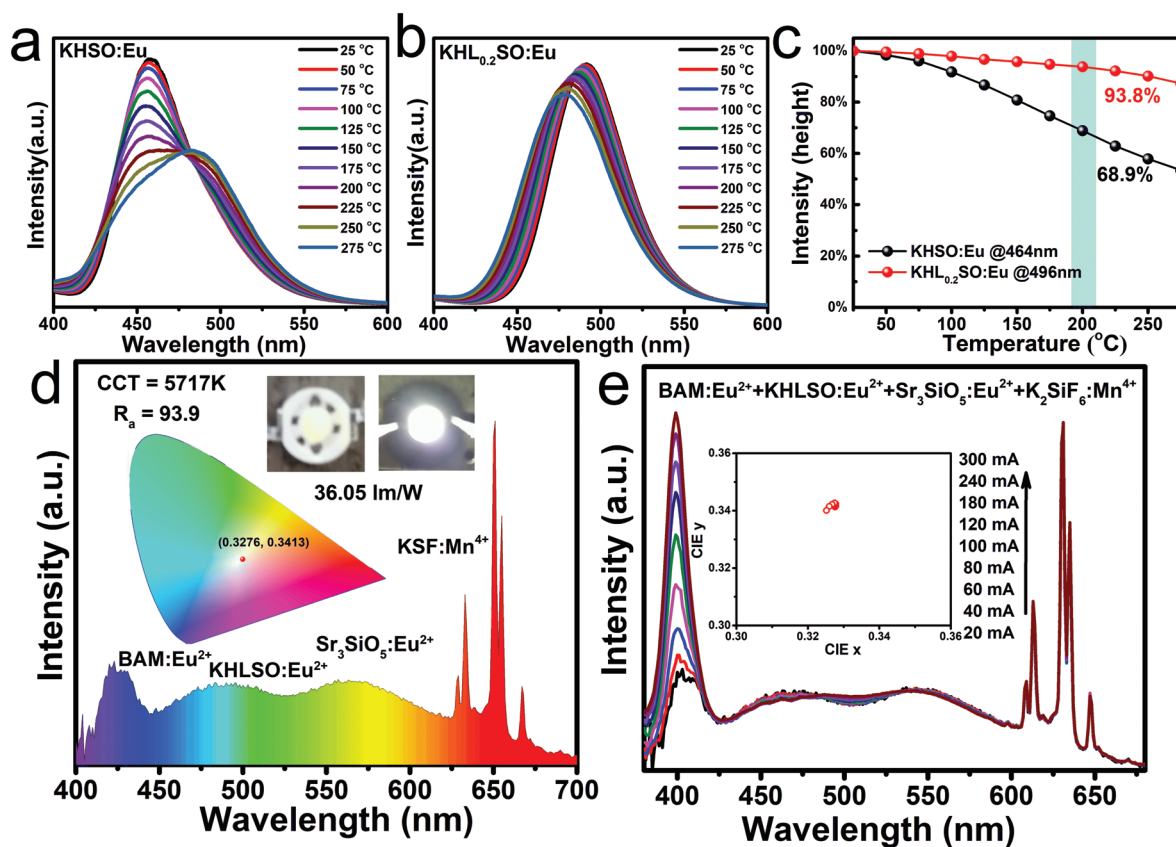 a
KHSO:Eu
25 °C
50 °C
75 °C
100 °C
125 °C
150 °C
175 °C
200 °C
225 °C
250 °C
275 °C
Intensity(a.u.)
400 450 500 550 600
Wavelength (nm)
b
KHL0.2SO:Eu
25 °C
50 °C
75 °C
100 °C
125 °C
150 °C
175 °C
200 °C
225 °C
250 °C
275 °C
Intensity(a.u.)
400 450 500 550 600
Wavelength (nm)
c
100%
80%
60%
40%
20%
0%
Intensity (height)
93.8%
68.9%
KHSO:Eu @464nm
KHL0.2SO:Eu @496nm
50 100 150 200 250
Temperature (°C)
d
CCT = 5717K
Ra = 93.9
36.05 lm/W
(0.3276, 0.3413)
KSF:Mn4+
Sr3SiO5:Eu2+
BAM:Eu2+
KHLSO:Eu2+
Intensity (a.u.)
400 450 500 550 600 650 700
Wavelength (nm)
e
BAM:Eu2++KHLSO:Eu2++Sr3SiO5:Eu2++K2SiF6:Mn4+
0.36
0.34
0.32
0.30
CIE y
0.30 0.32 0.34 0.36
CIE x
300 mA
240 mA
180 mA
120 mA
100 mA
80 mA
60 mA
40 mA
20 mA
Intensity (a.u.)
400 450 500 550 600 650
Wavelength (nm)